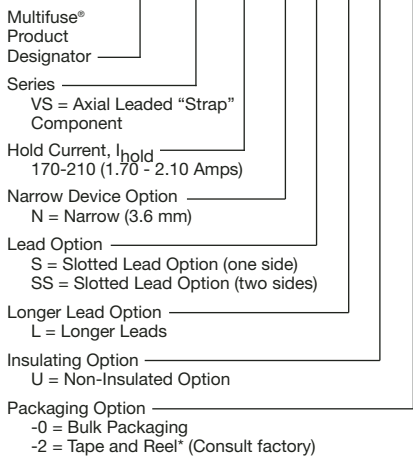 Multifuse®
Product
Designator
Series
VS = Axial Leaded “Strap”
Component
Hold Current, Ihold
170-210 (1.70 - 2.10 Amps)
Narrow Device Option
N = Narrow (3.6 mm)
Lead Option
S = Slotted Lead Option (one side)
SS = Slotted Lead Option (two sides)
Longer Lead Option
L = Longer Leads
Insulating Option
U = Non-Insulated Option
Packaging Option
-0 = Bulk Packaging
-2 = Tape and Reel* (Consult factory)